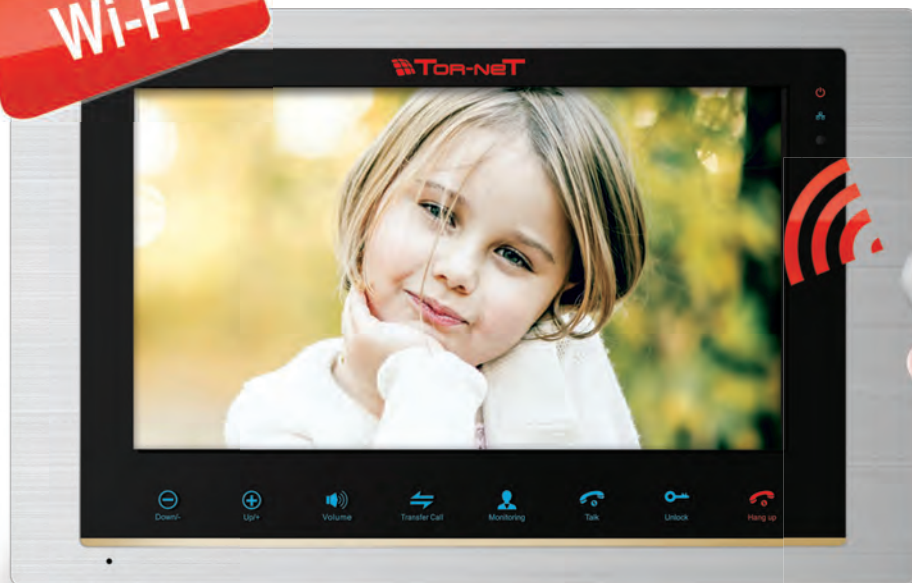 Wi-Fi
TOR-NET
Down/-
Up/+
Volume
Transfer Call
Monitoring
Talk
Unlock
Hang up